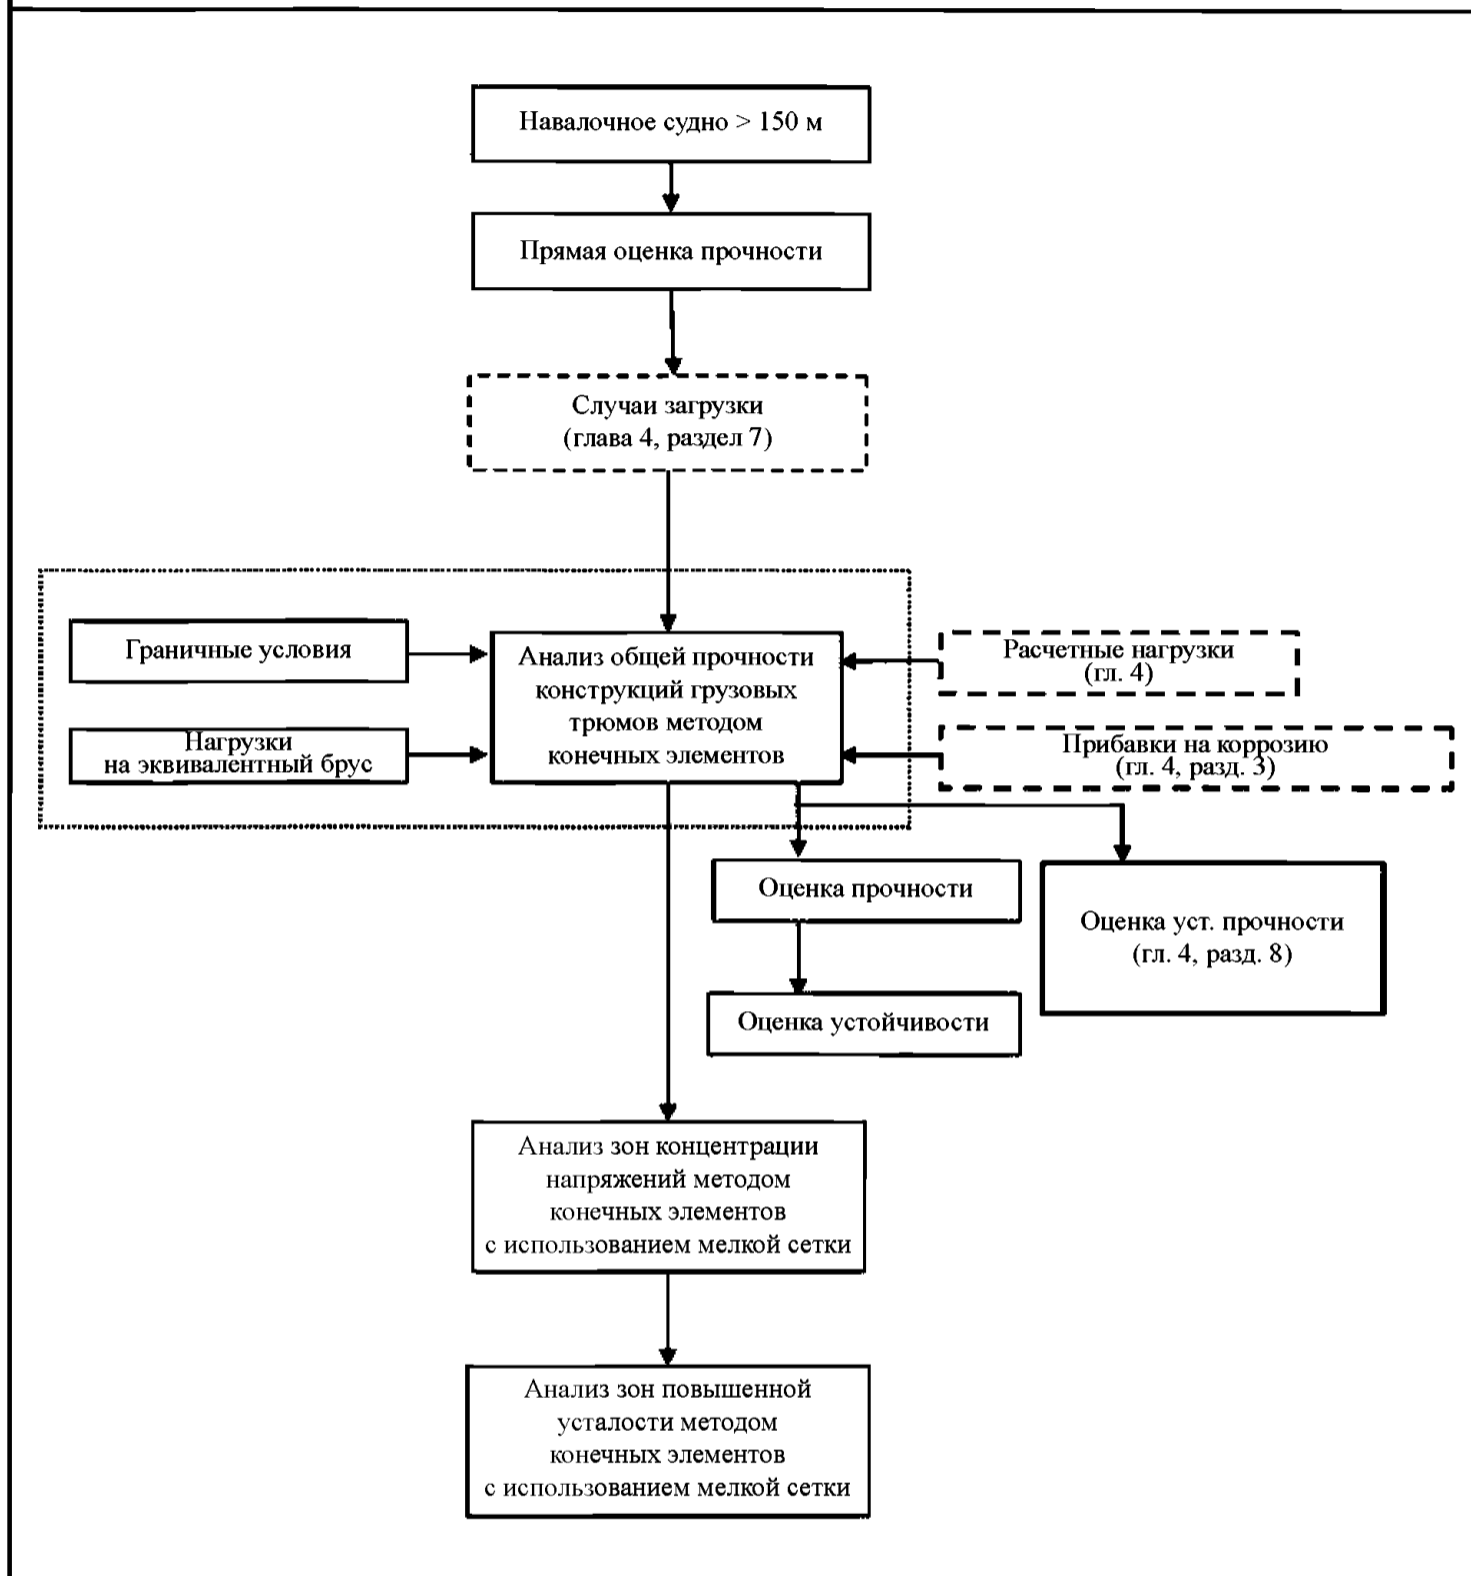 Навалочное судно > 150 м
Прямая оценка прочности
Случаи загрузки
(глава 4, раздел 7)
Граничные условия
Нагрузки
на эквивалентный брус
Анализ общей прочности
конструкций грузовых
трюмов методом
конечных элементов
Расчетные нагрузки
(гл. 4)
Прибавки на коррозию
(гл. 4, разд. 3)
Оценка прочности
Оценка устойчивости
Оценка уст. прочности
(гл. 4, разд. 8)
Анализ зон концентрации
напряжений методом
конечных элементов
с использованием мелкой сетки
Анализ зон повышенной
усталости методом
конечных элементов
с использованием мелкой сетки